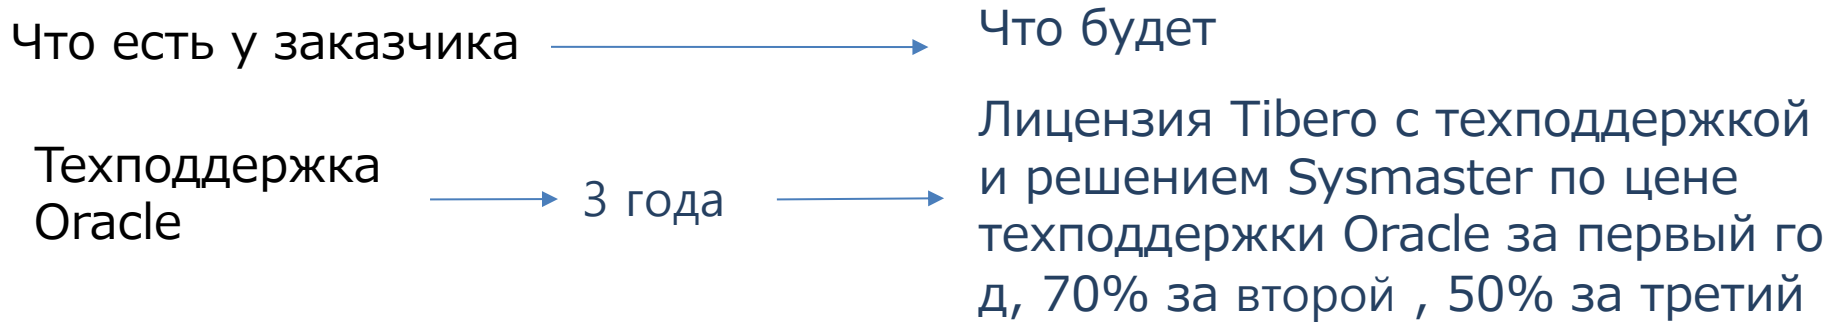 Что есть у заказчика
Что будет
Техподдержка
Oracle
3 года
Лицензия Tibero с техподдержкой
и решением Sysmaster по цене
техподдержки Oracle за первый го
д, 70% за второй , 50% за третий